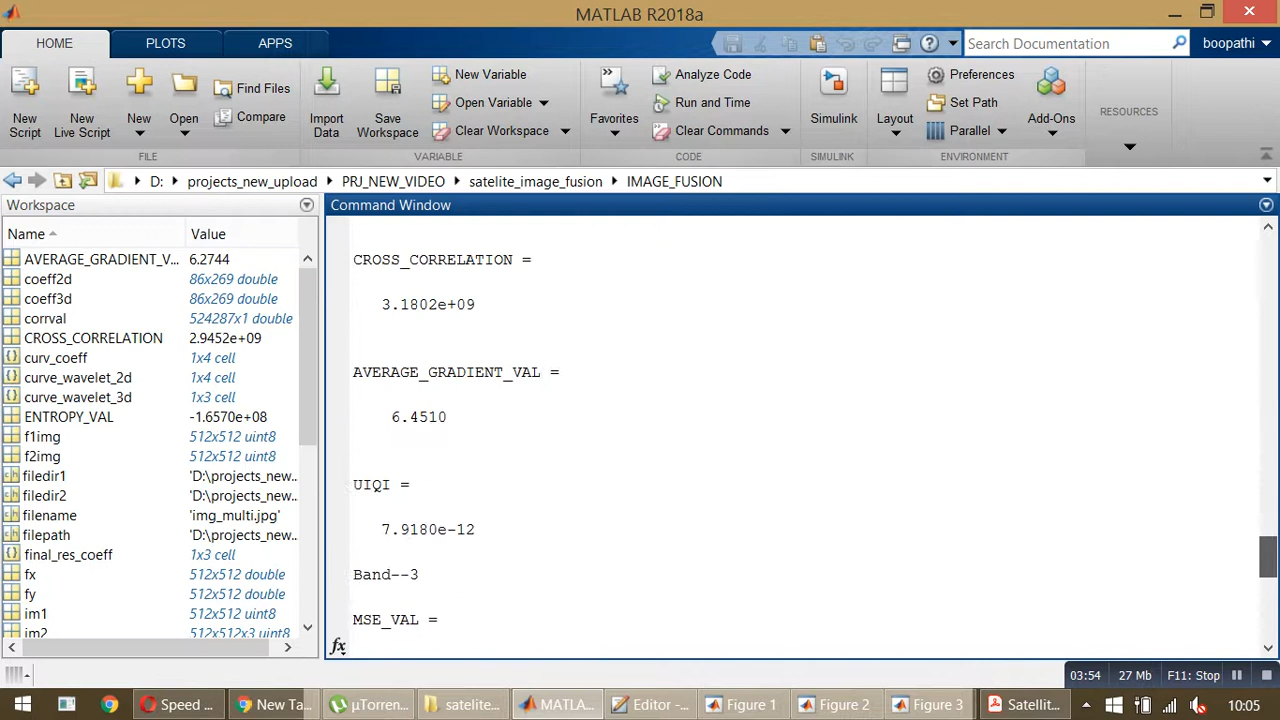 MATLAB R2018a
HOME PLOTS APPS
Search Documentation boopathi
New Script
New Live Script
New
Open
Find Files
Compare
FILE
Import Data
Save Workspace
New Variable
Open Variable
Clear Workspace
VARIABLE
Favorites
Analyze Code
Run and Time
Clear Commands
CODE
Simulink
SIMULINK
Layout
Preferences
Set Path
Parallel
Add-Ons
ENVIRONMENT
RESOURCES
D: projects_new_upload PRJ_NEW_VIDEO satelite_image_fusion IMAGE_FUSION
Workspace
Name Value
AVERAGE_GRADIENT_V... 6.2744
coeff2d 86x269 double
coeff3d 86x269 double
corrval 524287x1 double
CROSS_CORRELATION 2.9452e+09
curv_coeff 1x4 cell
curve_wavelet_2d 1x4 cell
curve_wavelet_3d 1x3 cell
ENTROPY_VAL -1.6570e+08
f1img 512x512 uint8
f2img 512x512 uint8
filedir1 'D:\projects_new...
filedir2 'D:\projects_new...
filename 'img_multi.jpg'
filepath 'D:\projects_new...
final_res_coeff 1x3 cell
fx 512x512 double
fy 512x512 double
im1 512x512 uint8
im2 512x512x3 uint8
Command Window
CROSS_CORRELATION =
3.1802e+09
AVERAGE_GRADIENT_VAL =
6.4510
UIQI =
7.9180e-12
Band--3
MSE_VAL =
fx
03:54 27 Mb F11: Stop
Speed ... New Ta... µTorren... satelite... MATLA... Editor -... Figure 1 Figure 2 Figure 3 Satellit... 10:05